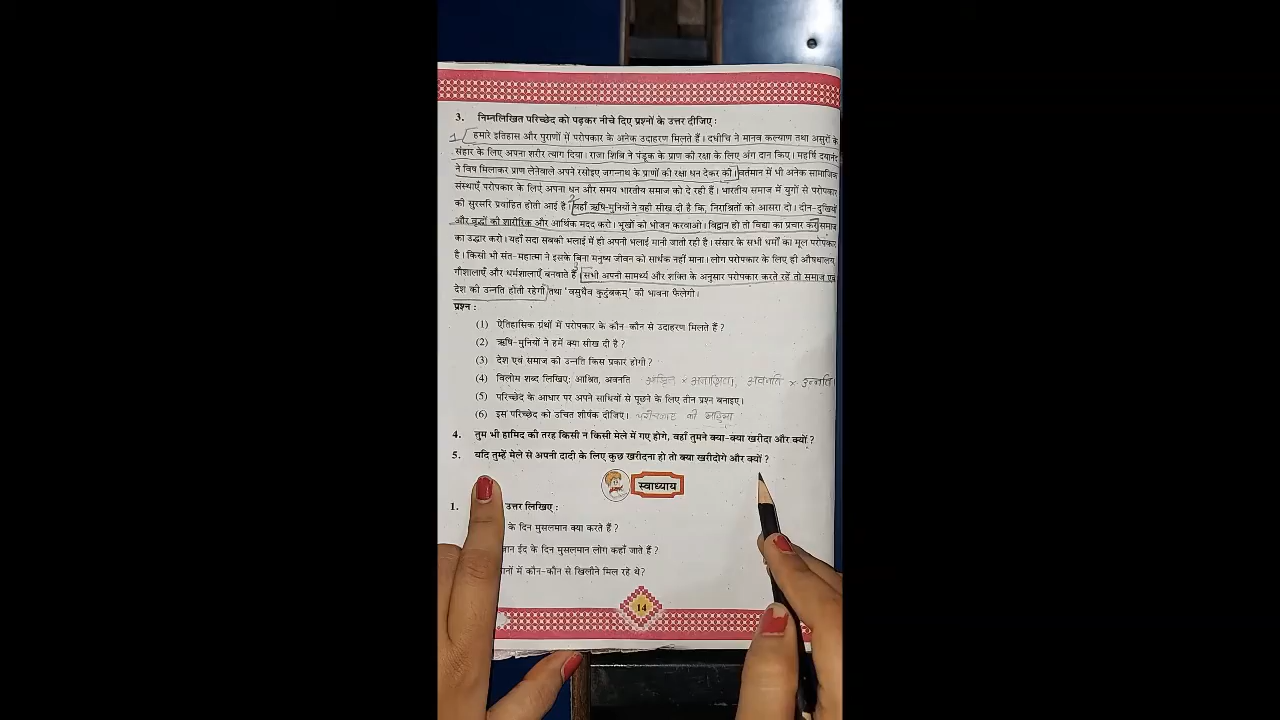 3. निम्नलिखित परिच्छेद को पढ़कर नीचे दिए प्रश्नों के उत्तर दीजिए :
1 हमारे इतिहास और पुराणों में परोपकार के अनेक उदाहरण मिलते हैं । दधीचि ने मानव कल्याण तथा असुरों के
संहार के लिए अपना शरीर त्याग दिया । राजा शिबि ने पंडूक के प्राण की रक्षा के लिए अंग दान किए । महर्षि दयानंद
ने विष मिलाकर प्राण लेनेवाले अपने रसोइए जगन्नाथ के प्राणों की रक्षा धन देकर की । वर्तमान में भी अनेक सामाजिक
संस्थाएँ परोपकार के लिए अपना धन और समय भारतीय समाज को दे रही हैं । भारतीय समाज में युगों से परोपकार
की सुरसरि प्रवाहित होती आई है । यहाँ ऋषि-मुनियों ने यही सीख दी है कि, निराश्रितों को आसरा दो । दीन-दुखियों
और वृद्धों की शारीरिक और आर्थिक मदद करो । भूखों को भोजन करवाओ । विद्वान हो तो विद्या का प्रचार करो समाज
का उद्धार करो । यहाँ सदा सबकी भलाई में ही अपनी भलाई मानी जाती रही है । संसार के सभी धर्मों का मूल परोपकार
है । किसी भी संत-महात्मा ने इसके बिना मनुष्य जीवन को सार्थक नहीं माना । लोग परोपकार के लिए ही औषधालय,
गौशालाएँ और धर्मशालाएँ बनवाते हैं । सभी अपनी सामर्थ्य और शक्ति के अनुसार परोपकार करते रहें तो समाज एवं
देश की उन्नति होती रहेगी तथा 'वसुधैव कुटुंबकम्' की भावना फैलेगी ।
प्रश्न :
(1) ऐतिहासिक ग्रंथों में परोपकार के कौन-कौन से उदाहरण मिलते हैं ?
(2) ऋषि-मुनियों ने हमें क्या सीख दी है ?
(3) देश एवं समाज की उन्नति किस प्रकार होगी ?
(4) विलोम शब्द लिखिए: आश्रित, अवनति आश्रित × अनाश्रित, अवनति × उन्नति
(5) परिच्छेद के आधार पर अपने साथियों से पूछने के लिए तीन प्रश्न बनाइए ।
(6) इस परिच्छेद को उचित शीर्षक दीजिए । परोपकार की महिमा
4. तुम भी हामिद की तरह किसी न किसी मेले में गए होगे, वहाँ तुमने क्या-क्या खरीदा और क्यों ?
5. यदि तुम्हें मेले से अपनी दादी के लिए कुछ खरीदना हो तो क्या खरीदोगे और क्यों ?
स्वाध्याय
1. उत्तर लिखिए :
के दिन मुसलमान क्या करते हैं ?
ईद के दिन मुसलमान लोग कहाँ जाते हैं ?
में कौन-कौन से खिलौने मिल रहे थे?
14